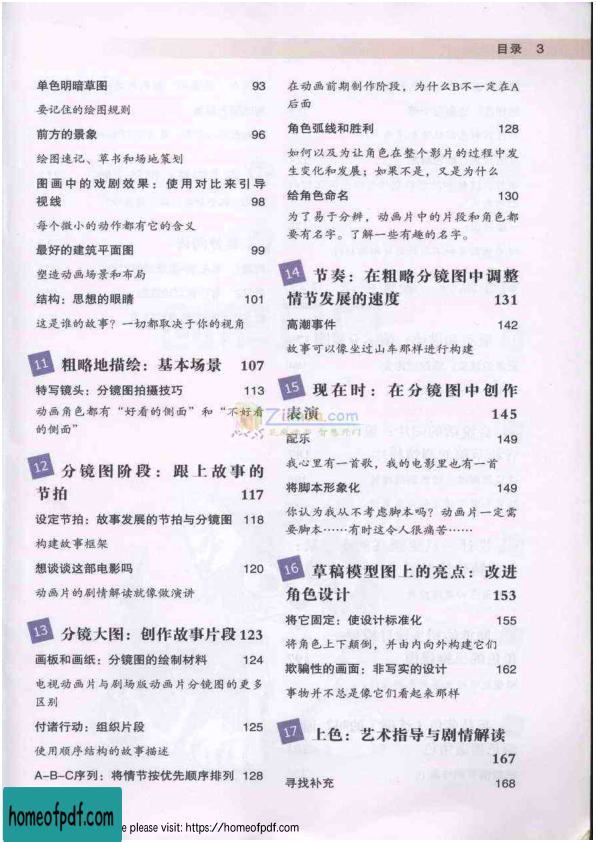 目录 3
单色明暗草图 93
要记住的绘图规则
前方的景象 96
绘图速记、草书和场地策划
图画中的戏剧效果：使用对比来引导
视线 98
每个微小的动作都有它的含义
最好的建筑平面图 99
塑造动画场景和布局
结构：思想的眼睛 101
这是谁的故事？一切都取决于你的视角
11 粗略地描绘：基本场景 107
特写镜头：分镜图拍摄技巧 113
动画角色都有“好看的侧面”和“不好看
的侧面”
12 分镜图阶段：跟上故事的
节拍 117
设定节拍：故事发展的节拍与分镜图 118
构建故事框架
想谈谈这部电影吗 120
动画片的剧情解读就像做演讲
13 分镜大图：创作故事片段 123
画板和画纸：分镜图的绘制材料 124
电视动画片与剧场版动画片分镜图的更多
区别
付诸行动：组织片段 125
使用顺序结构的故事描述
A-B-C序列：将情节按优先顺序排列 128
在动画前期制作阶段，为什么B不一定在A
后面
角色弧线和胜利 128
如何以及为让角色在整个影片的过程中发
生变化和发展；如果不是，又是为什么
给角色命名 130
为了易于分辨，动画片中的片段和角色都
要有名字。了解一些有趣的名字。
14 节奏：在粗略分镜图中调整
情节发展的速度 131
高潮事件 142
故事可以像坐过山车那样进行构建
15 现在时：在分镜图中创作
表演 145
配乐 149
我心里有一首歌，我的电影里也有一首
将脚本形象化 149
你认为我从不考虑脚本吗？动画片一定需
要脚本……有时这令人很痛苦……
16 草稿模型图上的亮点：改进
角色设计 153
将它固定：使设计标准化 155
将角色上下颠倒，并由内向外构建它们
欺骗性的画面：非写实的设计 162
事物并不总是像它们看起来那样
17 上色：艺术指导与剧情解读
167
寻找补充 168
homeofpdf.com
e please visit: https://homeofpdf.com